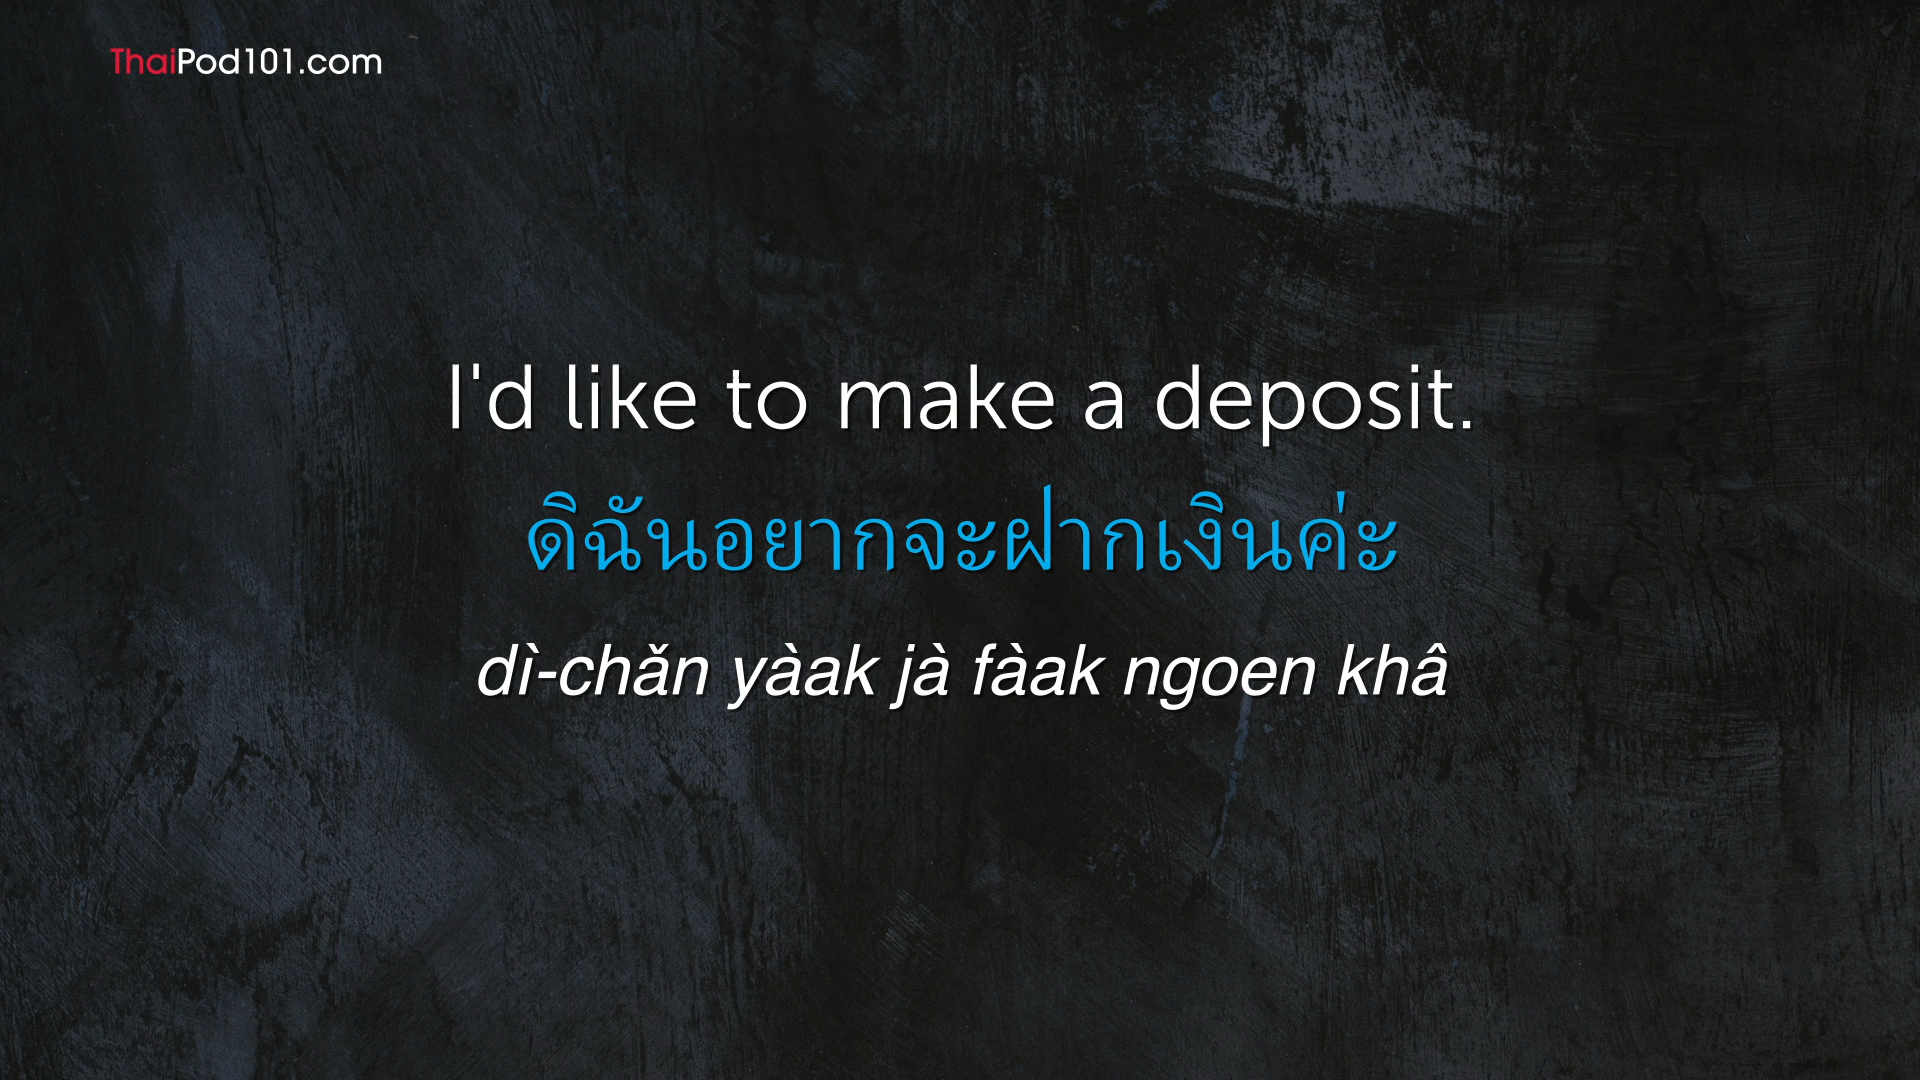 ThaiPod101.com
I'd like to make a deposit.
ดิฉันอยากจะฝากเงินค่ะ
dì-chǎn yàak jà fàak ngoen khâ